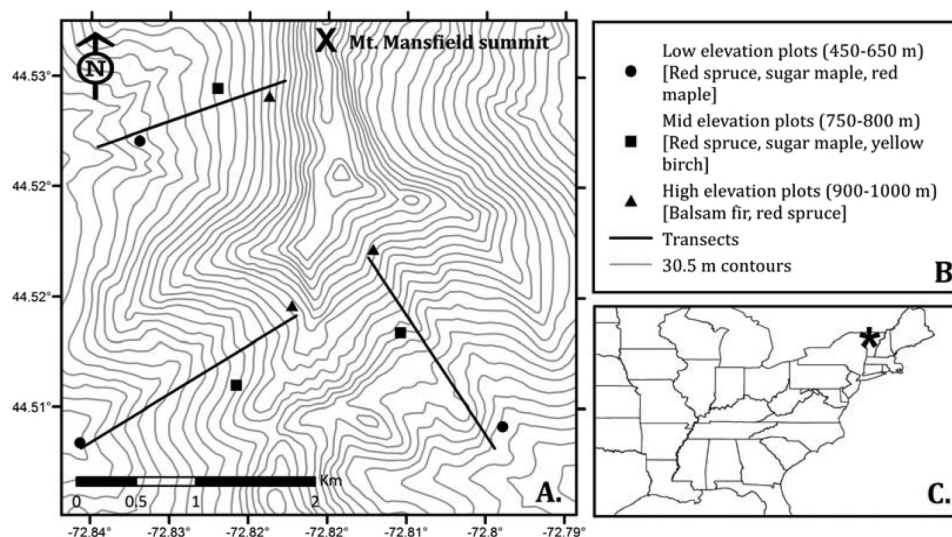 X Mt. Mansfield summit
N
44.53
44.52
44.52
44.51
Km
0 0.5 1 2
A.
-72.84 -72.83 -72.82 -72.82 -72.81 -72.8 -72.79
Low elevation plots (450-650 m)
[Red spruce, sugar maple, red
maple]
Mid elevation plots (750-800 m)
[Red spruce, sugar maple, yellow
birch]
High elevation plots (900-1000 m)
[Balsam fir, red spruce]
Transects
30.5 m contours
B
*
C.